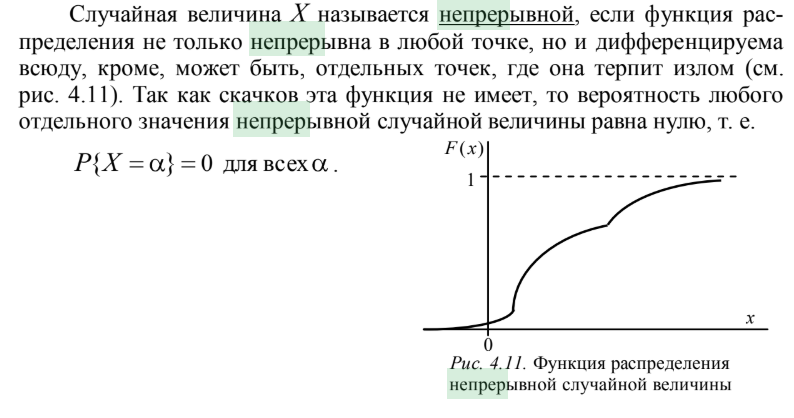 Случайная величина X называется непрерывной, если функция рас-
пределения не только непрерывна в любой точке, но и дифференцируема
всюду, кроме, может быть, отдельных точек, где она терпит излом (см.
рис. 4.11). Так как скачков эта функция не имеет, то вероятность любого
отдельного значения непрерывной случайной величины равна нулю, т. е.
P{X = α} = 0 для всех α .
F(x)
1
x
0
Рис. 4.11. Функция распределения
непрерывной случайной величины